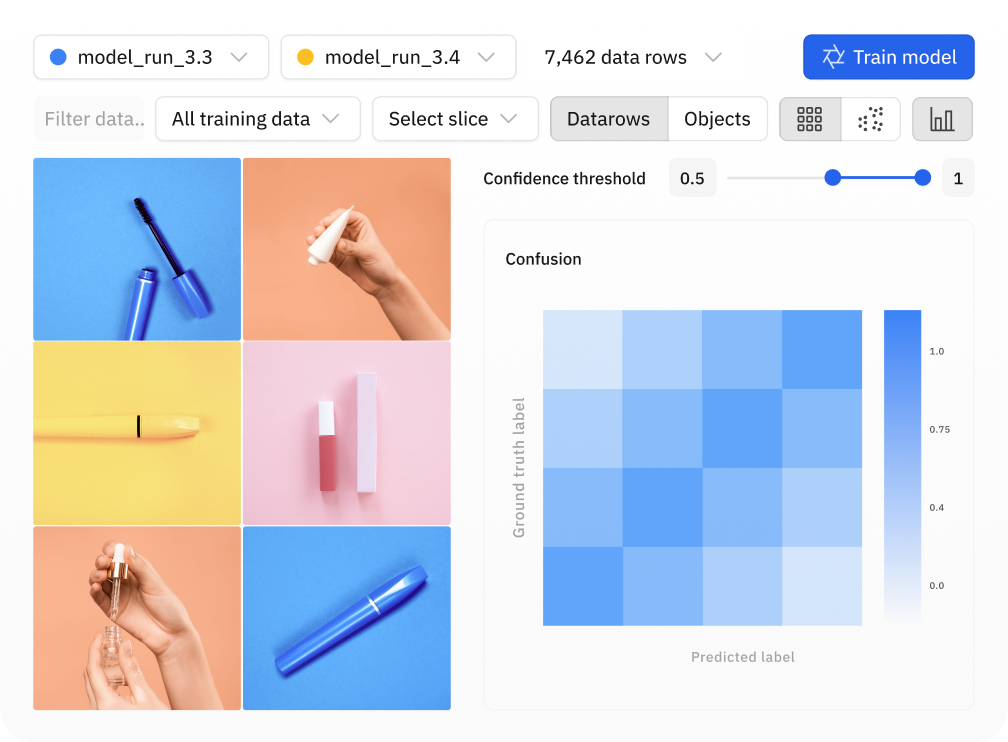 model_run_3.3
model_run_3.4
7,462 data rows
Train model
Filter data..
All training data
Select slice
Datarows
Objects
Confidence threshold
0.5
1
Confusion
1.0
0.75
0.4
0.0
Ground truth label
Predicted label